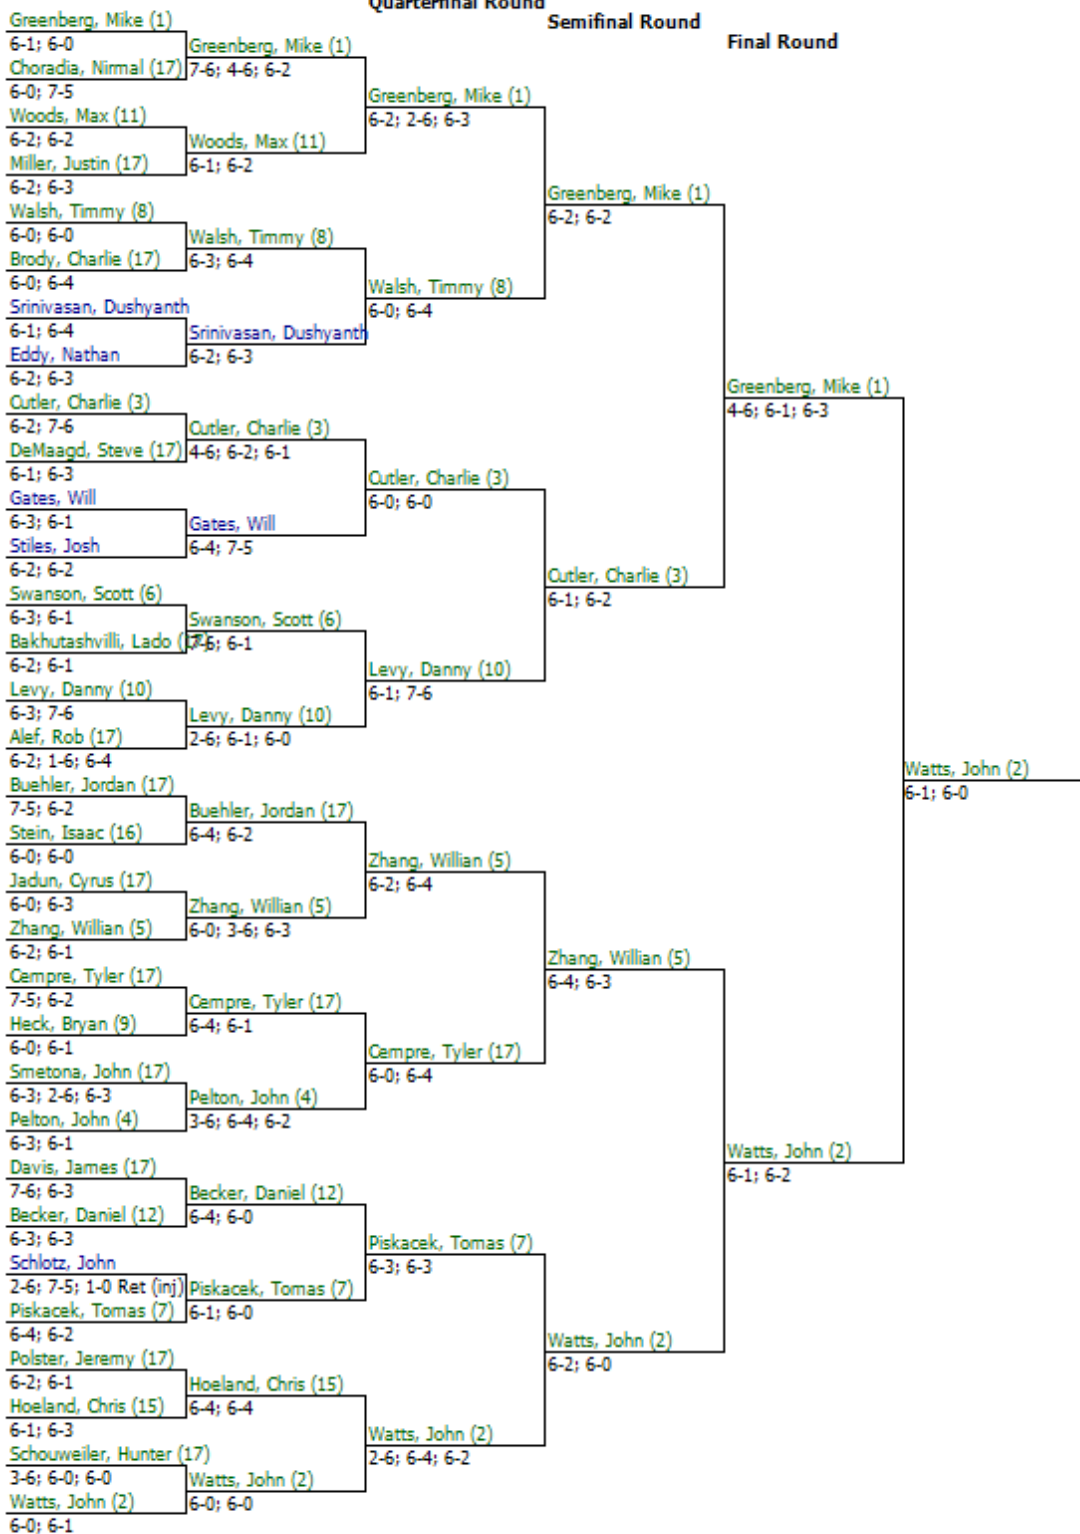 Quarterfinal Round
Semifinal Round
Final Round
Greenberg, Mike (1)
6-1; 6-0
Choradia, Nirmal (17)
6-0; 7-5
Woods, Max (11)
6-2; 6-2
Miller, Justin (17)
6-2; 6-3
Walsh, Timmy (8)
6-0; 6-0
Brody, Charlie (17)
6-0; 6-4
Srinivasan, Dushyanth
6-1; 6-4
Eddy, Nathan
6-2; 6-3
Cutler, Charlie (3)
6-2; 7-6
DeMaagd, Steve (17)
6-1; 6-3
Gates, Will
6-3; 6-1
Stiles, Josh
6-2; 6-2
Swanson, Scott (6)
6-3; 6-1
Bakhutashvilli, Lado (17)
6-2; 6-1
Levy, Danny (10)
6-3; 7-6
Alef, Rob (17)
6-2; 1-6; 6-4
Buehler, Jordan (17)
7-5; 6-2
Stein, Isaac (16)
6-0; 6-0
Jadun, Cyrus (17)
6-0; 6-3
Zhang, Willian (5)
6-2; 6-1
Cempre, Tyler (17)
7-5; 6-2
Heck, Bryan (9)
6-0; 6-1
Smetona, John (17)
6-3; 2-6; 6-3
Pelton, John (4)
6-3; 6-1
Davis, James (17)
7-6; 6-3
Becker, Daniel (12)
6-3; 6-3
Schlotz, John
2-6; 7-5; 1-0 Ret (inj)
Piskacek, Tomas (7)
6-4; 6-2
Polster, Jeremy (17)
6-2; 6-1
Hoeland, Chris (15)
6-1; 6-3
Schouweiler, Hunter (17)
3-6; 6-0; 6-0
Watts, John (2)
6-0; 6-1
Greenberg, Mike (1)
7-6; 4-6; 6-2
Woods, Max (11)
6-1; 6-2
Walsh, Timmy (8)
6-3; 6-4
Srinivasan, Dushyanth
6-2; 6-3
Cutler, Charlie (3)
4-6; 6-2; 6-1
Gates, Will
6-4; 7-5
Swanson, Scott (6)
7-6; 6-1
Levy, Danny (10)
2-6; 6-1; 6-0
Buehler, Jordan (17)
6-4; 6-2
Zhang, Willian (5)
6-0; 3-6; 6-3
Cempre, Tyler (17)
6-4; 6-1
Pelton, John (4)
3-6; 6-4; 6-2
Becker, Daniel (12)
6-4; 6-0
Piskacek, Tomas (7)
6-1; 6-0
Hoeland, Chris (15)
6-4; 6-4
Watts, John (2)
6-0; 6-0
Greenberg, Mike (1)
6-2; 2-6; 6-3
Walsh, Timmy (8)
6-0; 6-4
Cutler, Charlie (3)
6-0; 6-0
Levy, Danny (10)
6-1; 7-6
Zhang, Willian (5)
6-2; 6-4
Cempre, Tyler (17)
6-0; 6-4
Piskacek, Tomas (7)
6-3; 6-3
Watts, John (2)
2-6; 6-4; 6-2
Greenberg, Mike (1)
6-2; 6-2
Cutler, Charlie (3)
6-1; 6-2
Zhang, Willian (5)
6-4; 6-3
Watts, John (2)
6-2; 6-0
Greenberg, Mike (1)
4-6; 6-1; 6-3
Watts, John (2)
6-1; 6-2
Watts, John (2)
6-1; 6-0